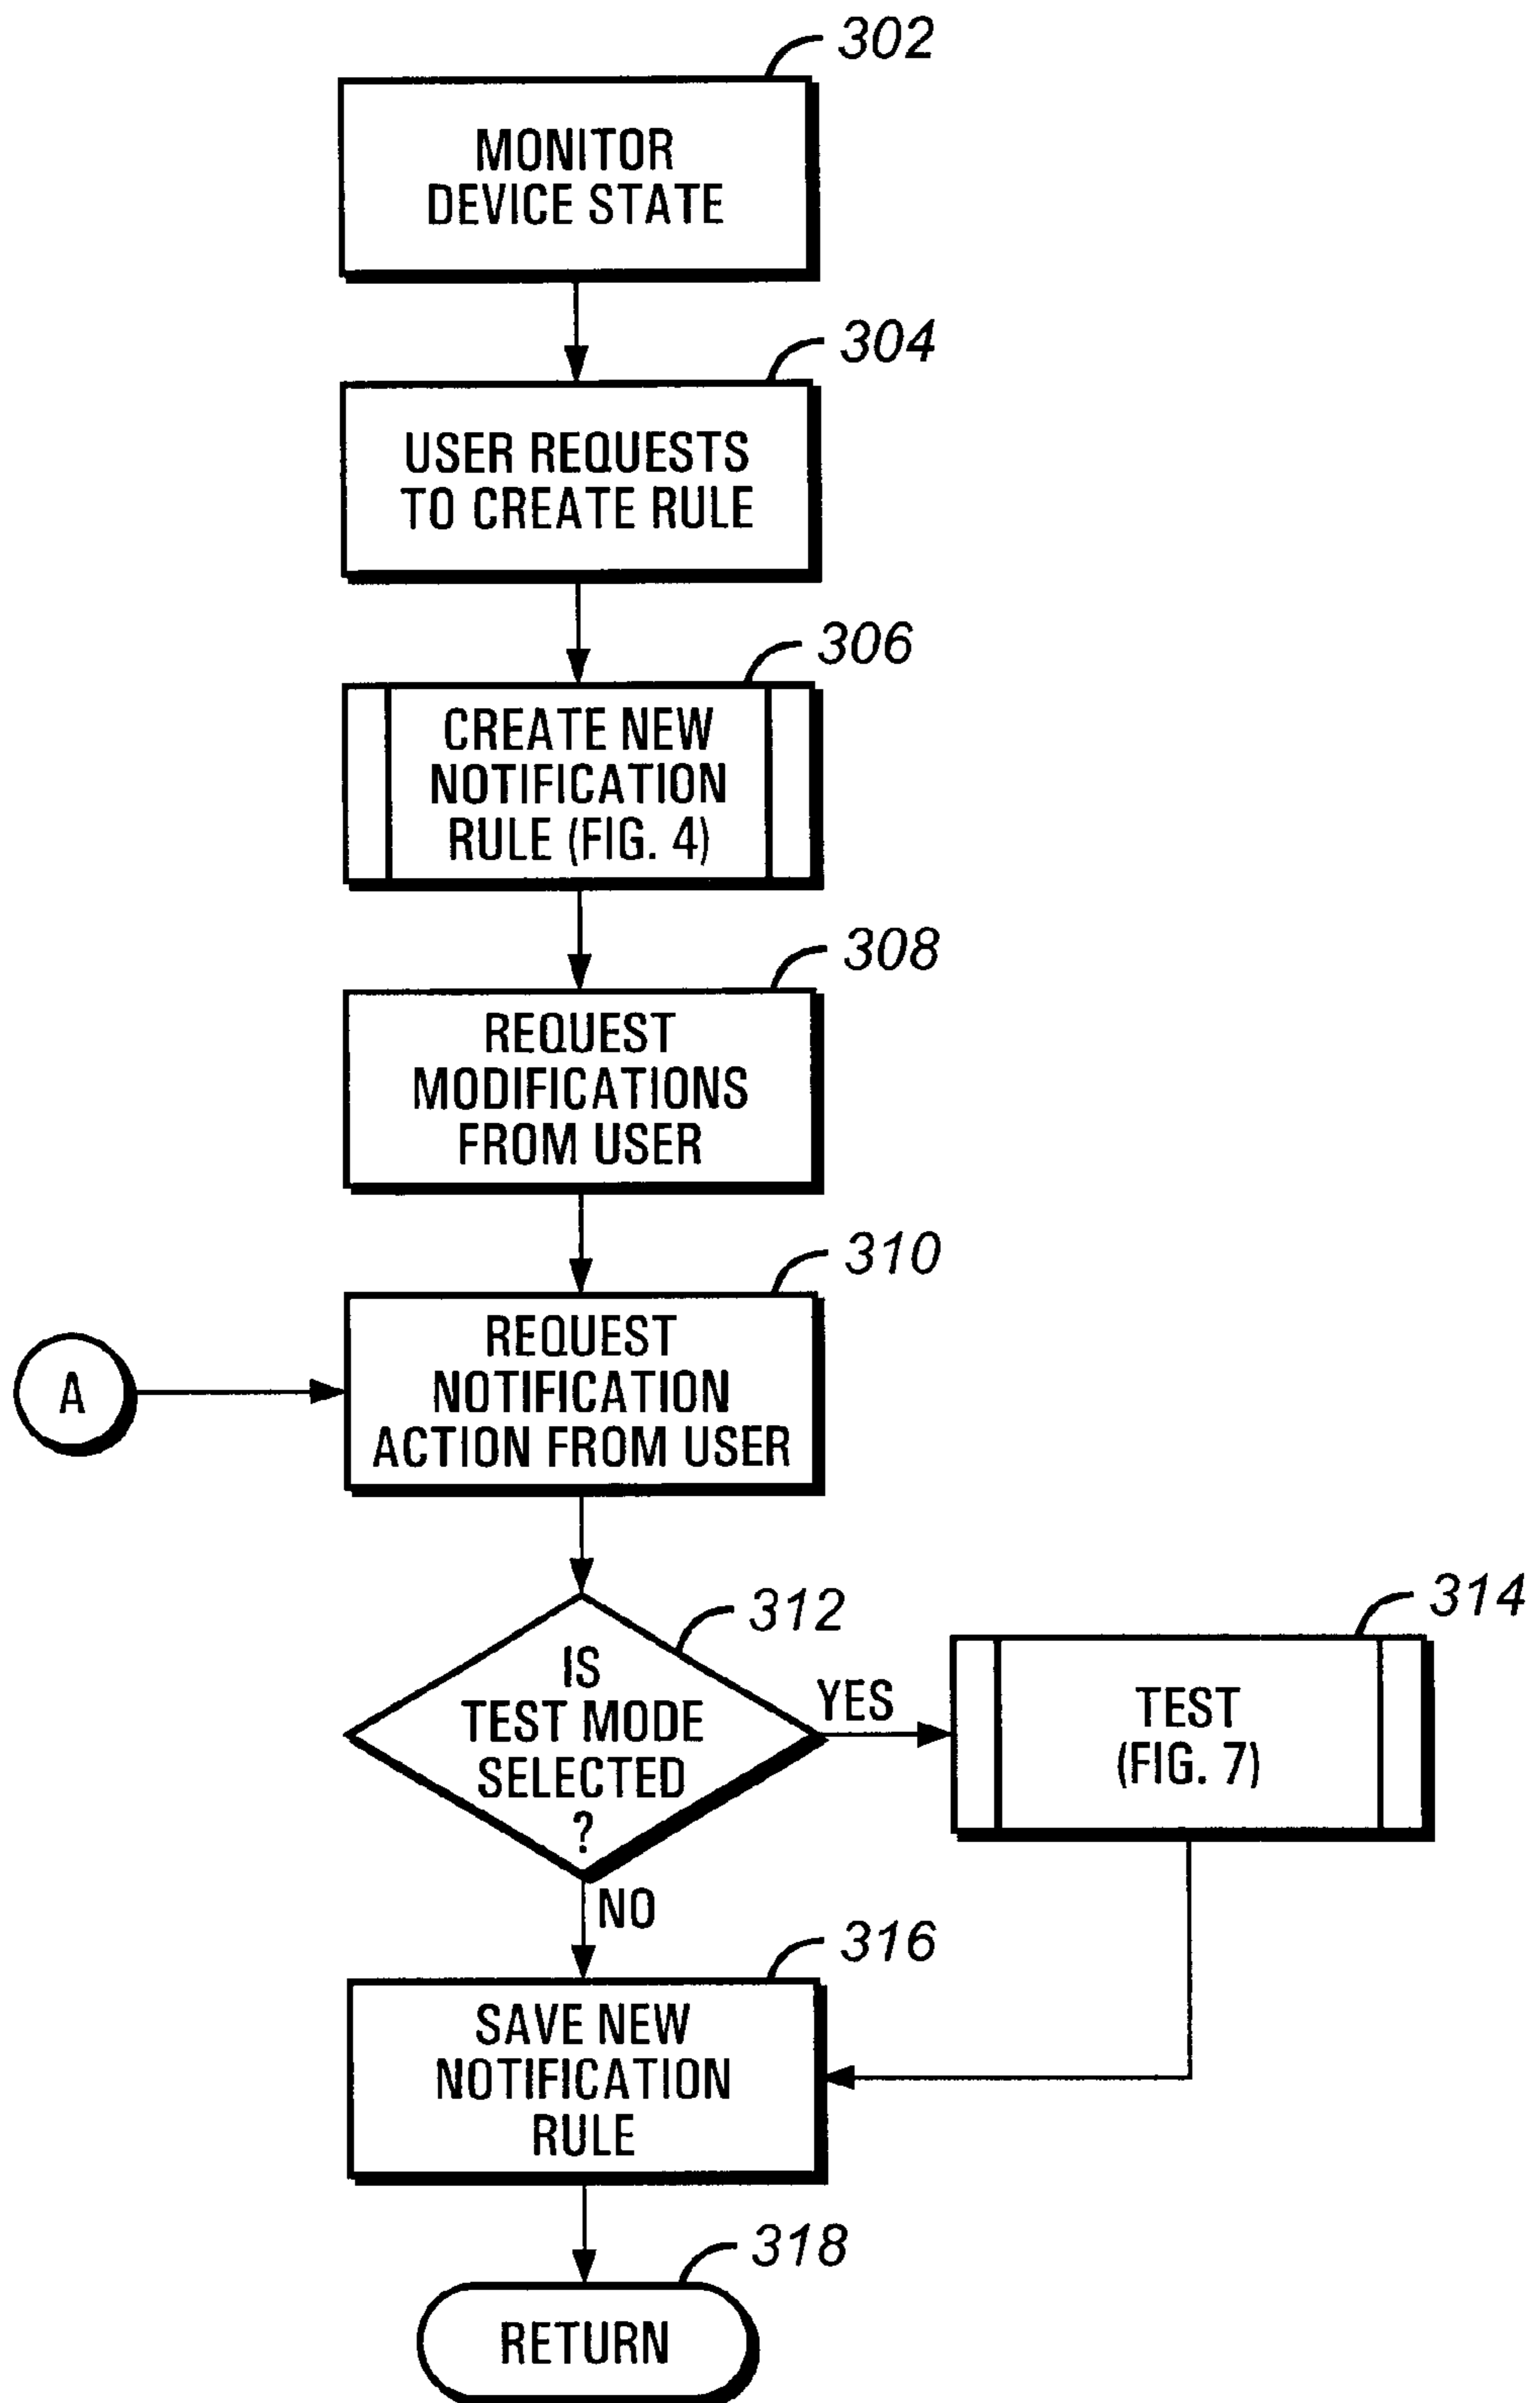 302
MONITOR
DEVICE STATE
304
USER REQUESTS
TO CREATE RULE
306
CREATE NEW
NOTIFICATION
RULE (FIG. 4)
308
REQUEST
MODIFICATIONS
FROM USER
310
REQUEST
NOTIFICATION
ACTION FROM USER
A
312
IS
TEST MODE
SELECTED
?
YES
314
TEST
(FIG. 7)
NO
316
SAVE NEW
NOTIFICATION
RULE
318
RETURN